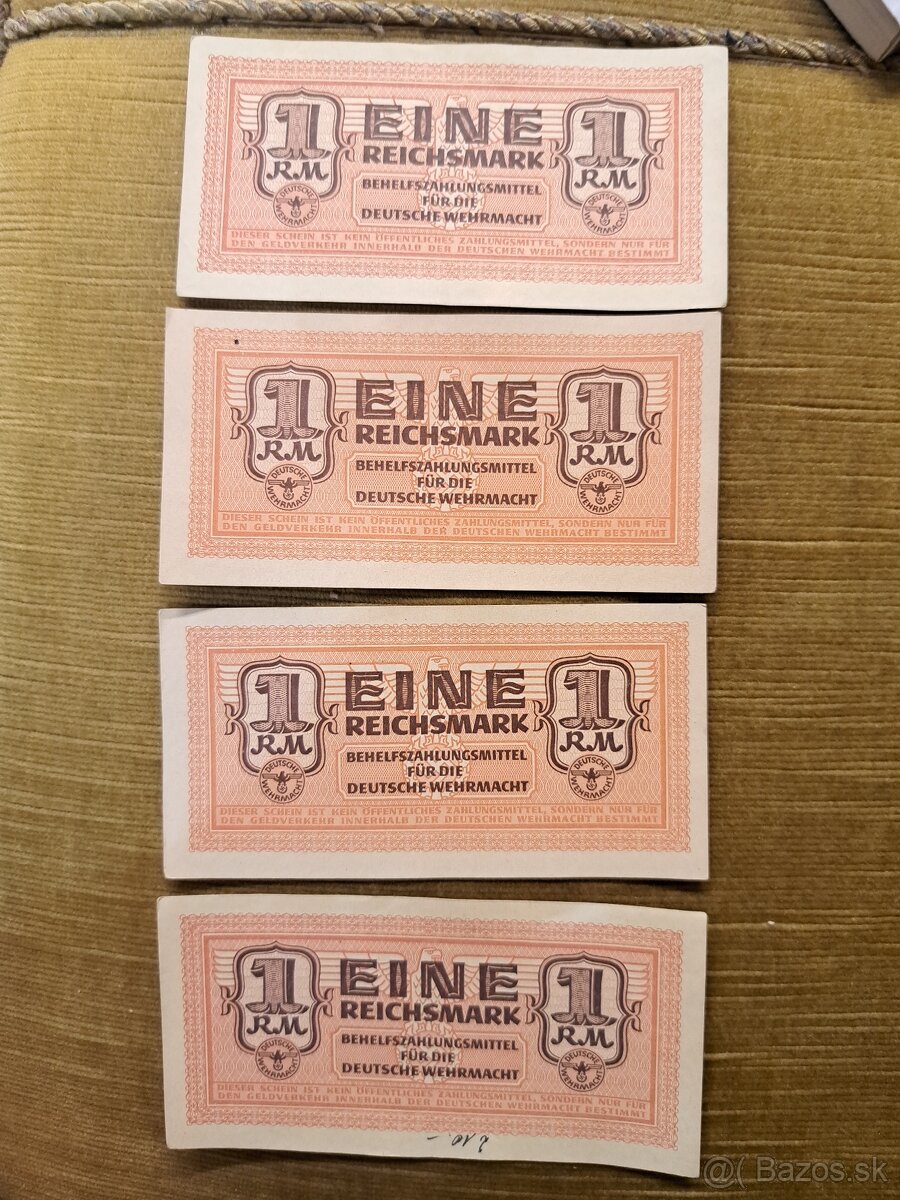 1 EINE 1
RM REICHSMARK RM
BEHELFSZAHLUNGSMITTEL
FÜR DIE
DEUTSCHE WEHRMACHT
DEUTSCHE WEHRMACHT DEUTSCHE WEHRMACHT
DIESER SCHEIN IST KEIN ÖFFENTLICHES ZAHLUNGSMITTEL, SONDERN NUR FÜR
DEN GELDVERKEHR INNERHALB DER DEUTSCHEN WEHRMACHT BESTIMMT
1 EINE 1
RM REICHSMARK RM
BEHELFSZAHLUNGSMITTEL
FÜR DIE
DEUTSCHE WEHRMACHT
DEUTSCHE WEHRMACHT DEUTSCHE WEHRMACHT
DIESER SCHEIN IST KEIN ÖFFENTLICHES ZAHLUNGSMITTEL, SONDERN NUR FÜR
DEN GELDVERKEHR INNERHALB DER DEUTSCHEN WEHRMACHT BESTIMMT
1 EINE 1
RM REICHSMARK RM
BEHELFSZAHLUNGSMITTEL
FÜR DIE
DEUTSCHE WEHRMACHT
DEUTSCHE WEHRMACHT DEUTSCHE WEHRMACHT
DIESER SCHEIN IST KEIN ÖFFENTLICHES ZAHLUNGSMITTEL, SONDERN NUR FÜR
DEN GELDVERKEHR INNERHALB DER DEUTSCHEN WEHRMACHT BESTIMMT
1 EINE 1
RM REICHSMARK RM
BEHELFSZAHLUNGSMITTEL
FÜR DIE
DEUTSCHE WEHRMACHT
DEUTSCHE WEHRMACHT DEUTSCHE WEHRMACHT
DIESER SCHEIN IST KEIN ÖFFENTLICHES ZAHLUNGSMITTEL, SONDERN NUR FÜR
DEN GELDVERKEHR INNERHALB DER DEUTSCHEN WEHRMACHT BESTIMMT
@( Bazos.sk